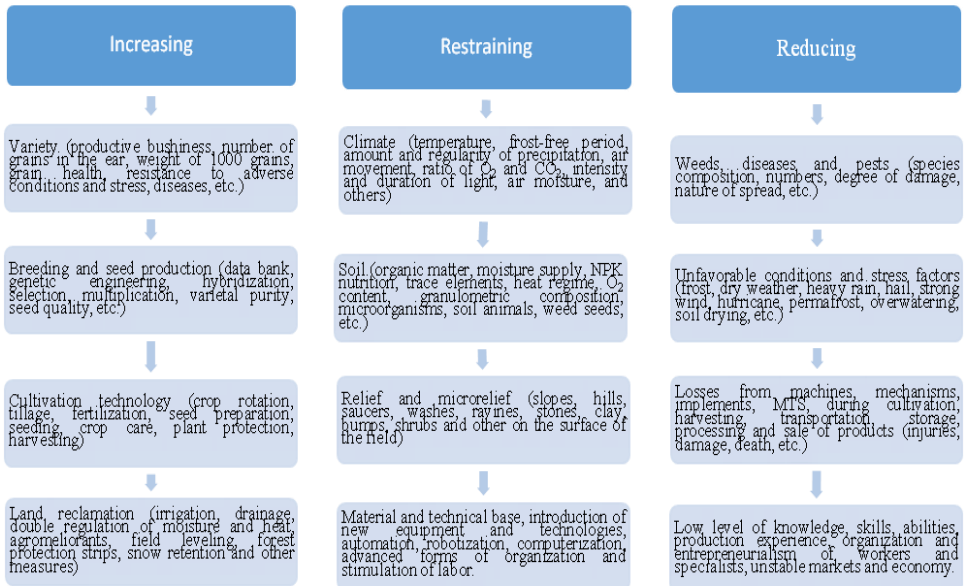 Increasing
Variety. (productive bushiness, number of
grains in the ear, weight of 1000 grains,
grain health, resistance to adverse
conditions and stress, diseases, etc.)
Breeding and seed production (data bank,
genetic engineering, hybridization,
selection, multiplication, varietal purity,
seed quality, etc.)
Cultivation technology (crop rotation,
tillage, fertilization, seed preparation,
seeding, crop care, plant protection,
harvesting)
Land reclamation (irrigation, drainage,
double regulation of moisture and heat,
agromeliorants, field leveling, forest
protection strips, snow retention and other
measures)
Restraining
Climate (temperature, frost-free period,
amount and regularity of precipitation, air
movement, ratio of O₂ and CO₂, intensity
and duration of light, air moisture, and
others)
Soil (organic matter, moisture supply, NPK
nutrition, trace elements, heat regime, O₂
content, granulometric composition,
microorganisms, soil animals, weed seeds,
etc.)
Relief and microrelief (slopes, hills,
saucers, washes, ravines, stones, clay,
bumps, shrubs and other on the surface of
the field)
Material and technical base, introduction of
new equipment and technologies,
automation, robotization, computerization,
advanced forms of organization and
stimulation of labor.
Reducing
Weeds, diseases and pests (species
composition, numbers, degree of damage,
nature of spread, etc.)
Unfavorable conditions and stress factors
(frost, dry weather, heavy rain, hail, strong
wind, hurricane, permafrost, overwatering,
soil drying, etc.)
Losses from machines, mechanisms,
implements, MTS, during cultivation,
harvesting, transportation, storage,
processing and sale of products (injuries,
damage, death, etc.)
Low level of knowledge, skills, abilities,
production experience, organization and
entrepreneurialism of workers and
specialists, unstable markets and economy.